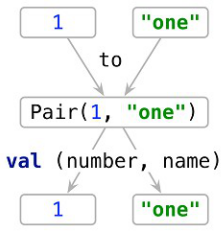 1 "one"
to
Pair(1, "one")
val (number, name)
1 "one"